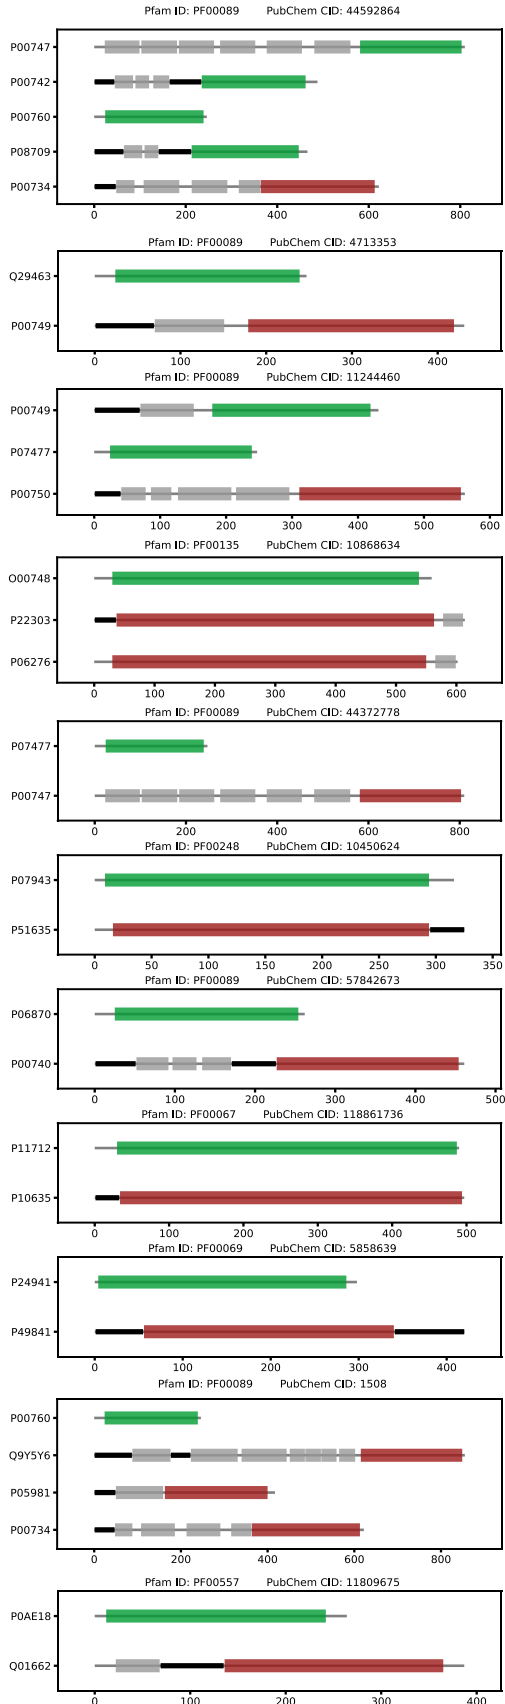 Pfam ID: PF00089 PubChem CID: 44592864
P00747
P00742
P00760
P08709
P00734
0 200 400 600 800
Pfam ID: PF00089 PubChem CID: 4713353
Q29463
P00749
0 100 200 300 400
Pfam ID: PF00089 PubChem CID: 11244460
P00749
P07477
P00750
0 100 200 300 400 500 600
Pfam ID: PF00135 PubChem CID: 10868634
O00748
P22303
P06276
0 100 200 300 400 500 600
Pfam ID: PF00089 PubChem CID: 44372778
P07477
P00747
0 200 400 600 800
Pfam ID: PF00248 PubChem CID: 10450624
P07943
P51635
0 50 100 150 200 250 300 350
Pfam ID: PF00089 PubChem CID: 57842673
P06870
P00740
0 100 200 300 400 500
Pfam ID: PF00067 PubChem CID: 118861736
P11712
P10635
0 100 200 300 400 500
Pfam ID: PF00069 PubChem CID: 5858639
P24941
P49841
0 100 200 300 400
Pfam ID: PF00089 PubChem CID: 1508
P00760
Q9Y5Y6
P05981
P00734
0 200 400 600 800
Pfam ID: PF00557 PubChem CID: 11809675
P0AE18
Q01662
0 100 200 300 400